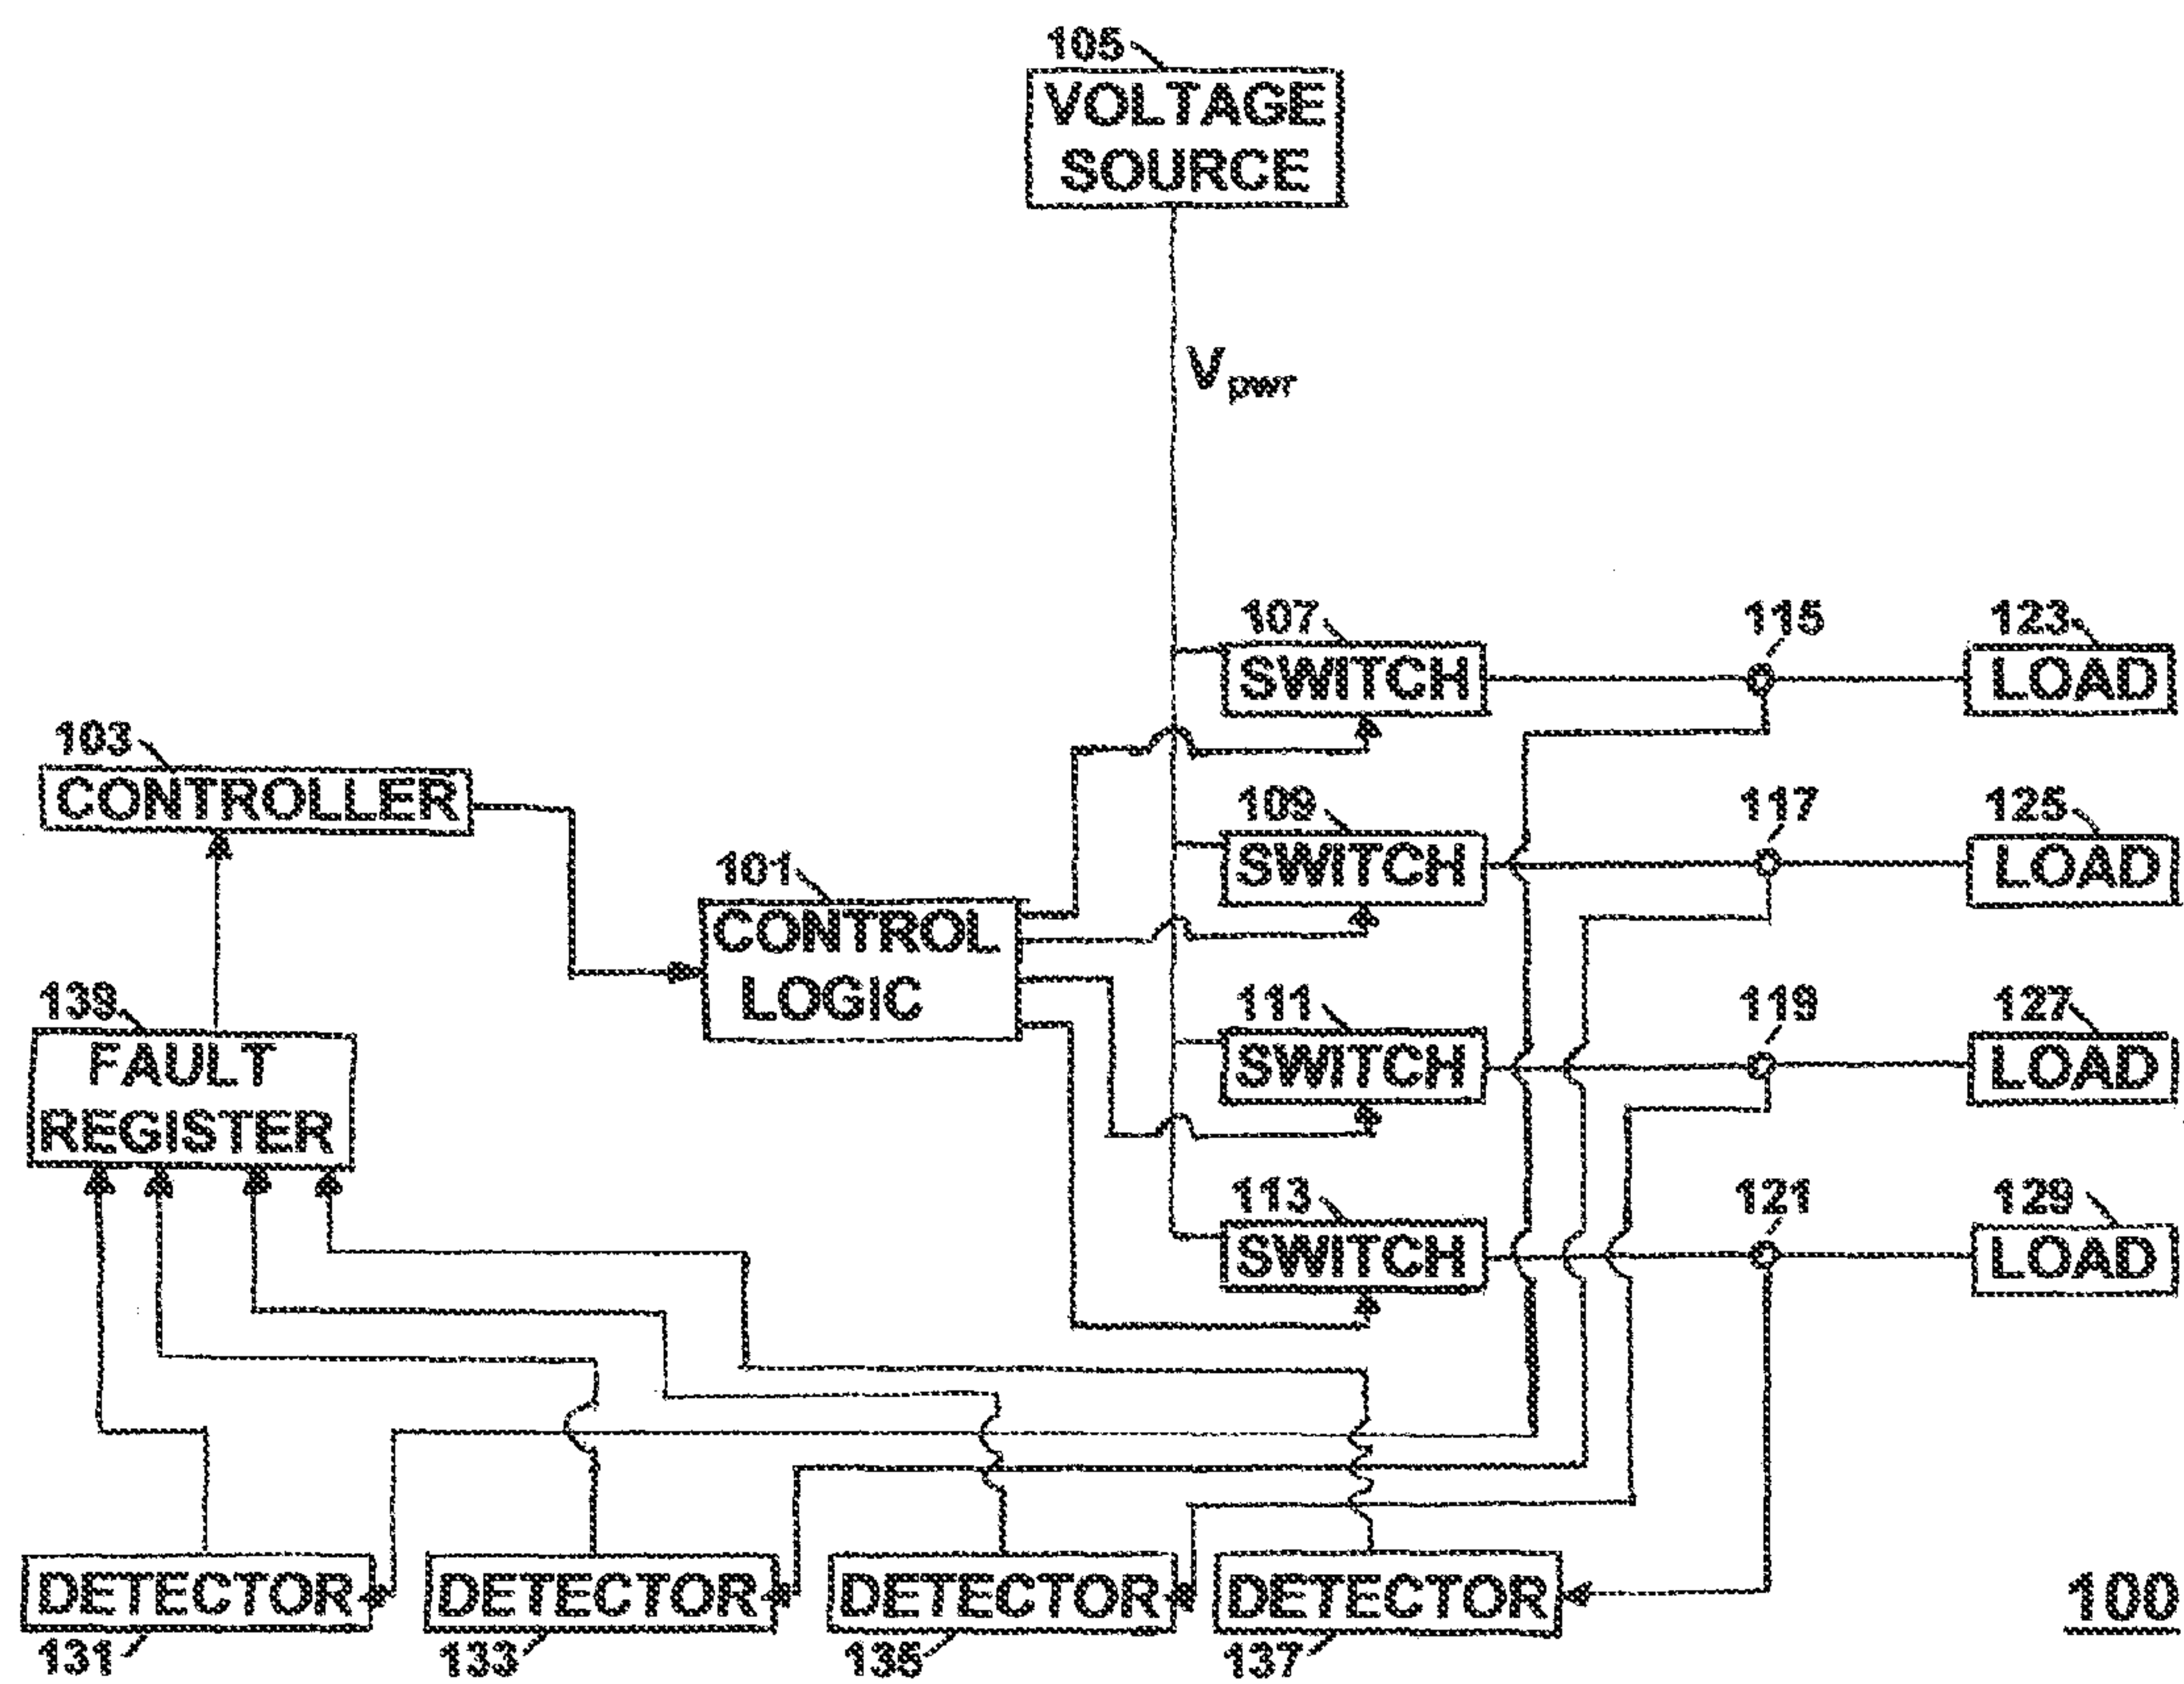 105
VOLTAGE
SOURCE
Vpwr
107
SWITCH
115
123
LOAD
103
CONTROLLER
109
SWITCH
117
125
LOAD
101
CONTROL
LOGIC
139
FAULT
REGISTER
111
SWITCH
119
127
LOAD
113
SWITCH
121
129
LOAD
DETECTOR
131
DETECTOR
133
DETECTOR
135
DETECTOR
137
100